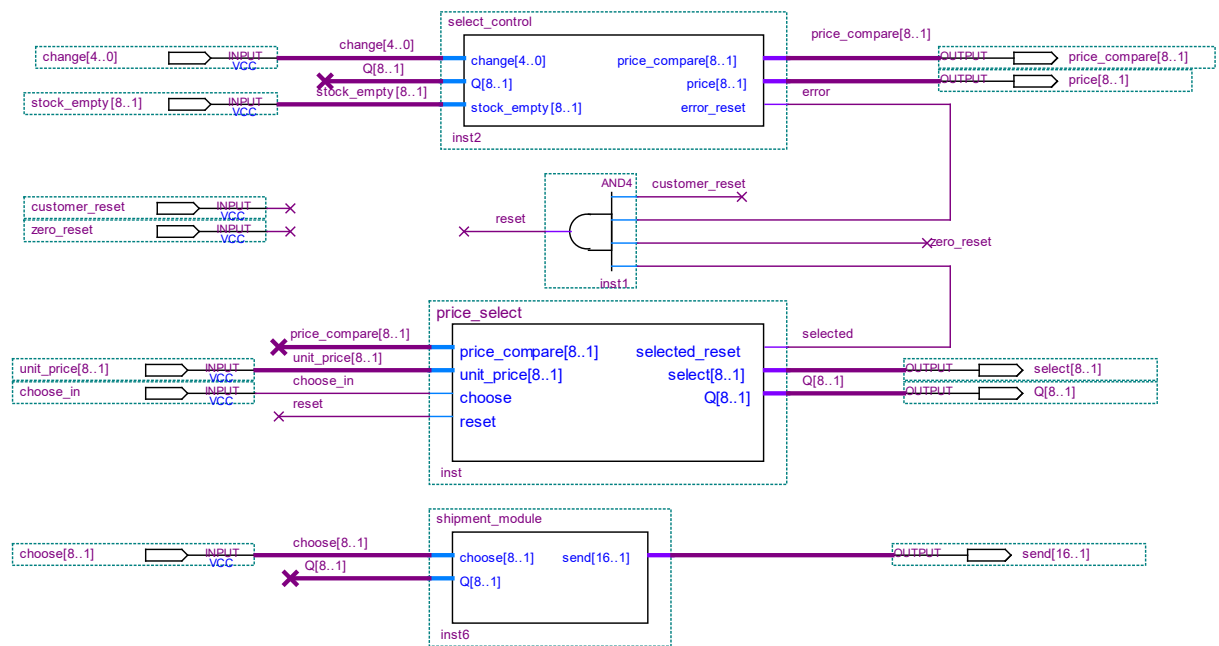 select_control
price_compare[8..1]
change[4..0]
change[4..0]
INPUT
VCC
change[4..0]
price_compare[8..1]
OUTPUT
price_compare[8..1]
Q[8..1]
Q[8..1]
price[8..1]
OUTPUT
price[8..1]
stock_empty[8..1]
stock_empty[8..1]
INPUT
VCC
stock_empty[8..1]
error_reset
error
inst2
AND4
customer_reset
customer_reset
INPUT
VCC
reset
zero_reset
INPUT
VCC
zero_reset
inst1
price_select
price_compare[8..1]
price_compare[8..1]
selected_reset
selected
unit_price[8..1]
unit_price[8..1]
INPUT
VCC
unit_price[8..1]
select[8..1]
OUTPUT
select[8..1]
choose_in
choose_in
INPUT
VCC
choose
Q[8..1]
Q[8..1]
OUTPUT
Q[8..1]
reset
reset
inst
shipment_module
choose[8..1]
choose[8..1]
INPUT
VCC
choose[8..1]
send[16..1]
OUTPUT
send[16..1]
Q[8..1]
Q[8..1]
inst6